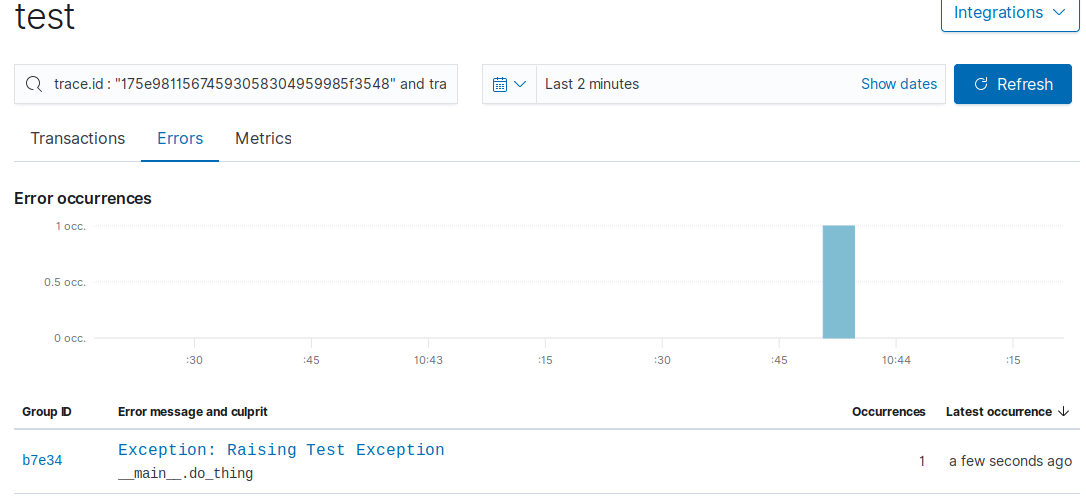 test
Integrations
trace.id : "175e98115674593058304959985f3548" and tra
Last 2 minutes
Show dates
Refresh
Transactions
Errors
Metrics
Error occurrences
1 occ.
0.5 occ.
0 occ.
:30
:45
10:43
:15
:30
:45
10:44
:15
Group ID
Error message and culprit
Occurrences
Latest occurrence
b7e34
Exception: Raising Test Exception
__main__.do_thing
1
a few seconds ago